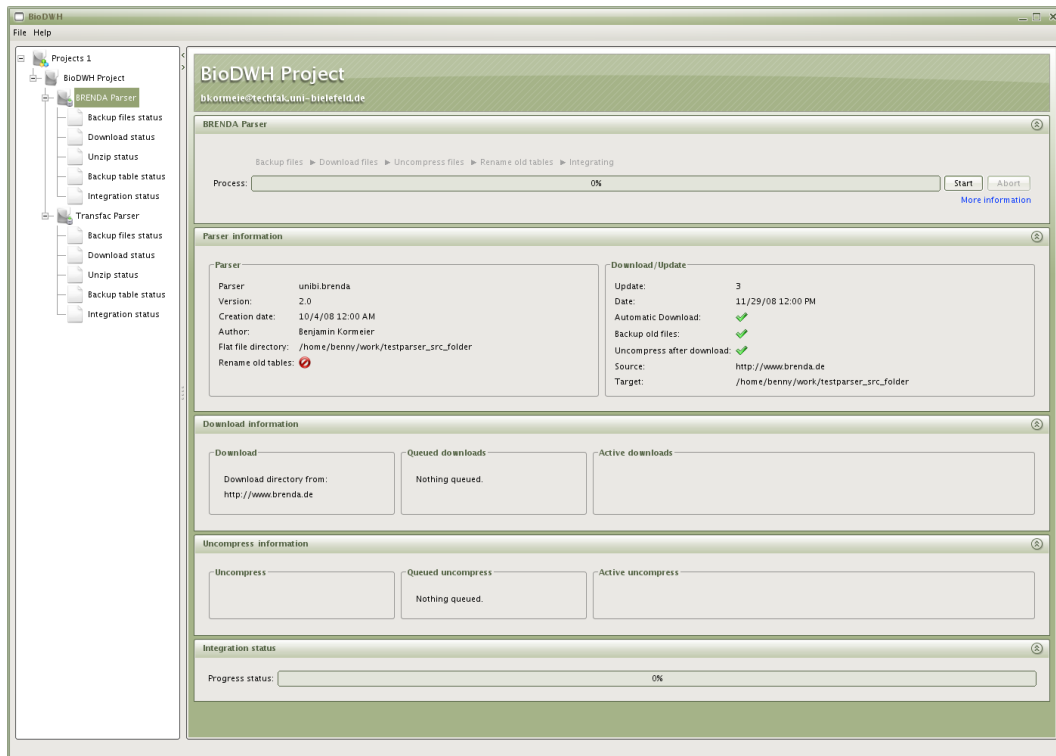 BioDWH
File Help
Projects 1
BioDWH Project
BRENDA Parser
Backup files status
Download status
Unzip status
Backup table status
Integration status
Transfac Parser
Backup files status
Download status
Unzip status
Backup table status
Integration status
BioDWH Project
bkormeie@techfak.uni-bielefeld.de
BRENDA Parser
Backup files ▶ Download files ▶ Uncompress files ▶ Rename old tables ▶ Integrating
Process: 0% Start Abort
More information
Parser information
Parser
Parser unibi.brenda
Version: 2.0
Creation date: 10/4/08 12:00 AM
Author: Benjamin Kormeier
Flat file directory: /home/benny/work/testparser_src_folder
Rename old tables:
Download/Update
Update: 3
Date: 11/29/08 12:00 PM
Automatic Download:
Backup old files:
Uncompress after download:
Source: http://www.brenda.de
Target: /home/benny/work/testparser_src_folder
Download information
Download
Download directory from:
http://www.brenda.de
Queued downloads
Nothing queued.
Active downloads
Uncompress information
Uncompress
Queued uncompress
Nothing queued.
Active uncompress
Integration status
Progress status: 0%